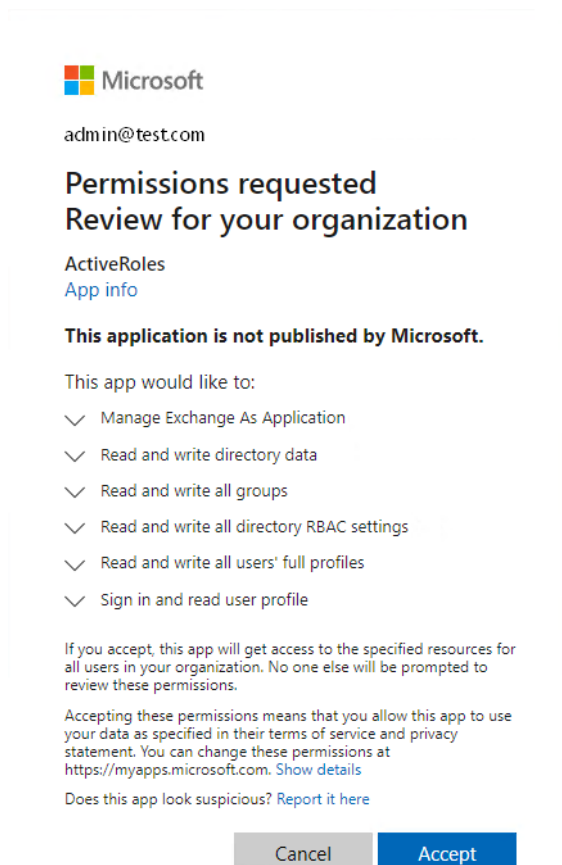 Microsoft
admin@test.com
Permissions requested
Review for your organization
ActiveRoles
App info
This application is not published by Microsoft.
This app would like to:
Manage Exchange As Application
Read and write directory data
Read and write all groups
Read and write all directory RBAC settings
Read and write all users' full profiles
Sign in and read user profile
If you accept, this app will get access to the specified resources for
all users in your organization. No one else will be prompted to
review these permissions.
Accepting these permissions means that you allow this app to use
your data as specified in their terms of service and privacy
statement. You can change these permissions at
https://myapps.microsoft.com. Show details
Does this app look suspicious? Report it here
Cancel Accept